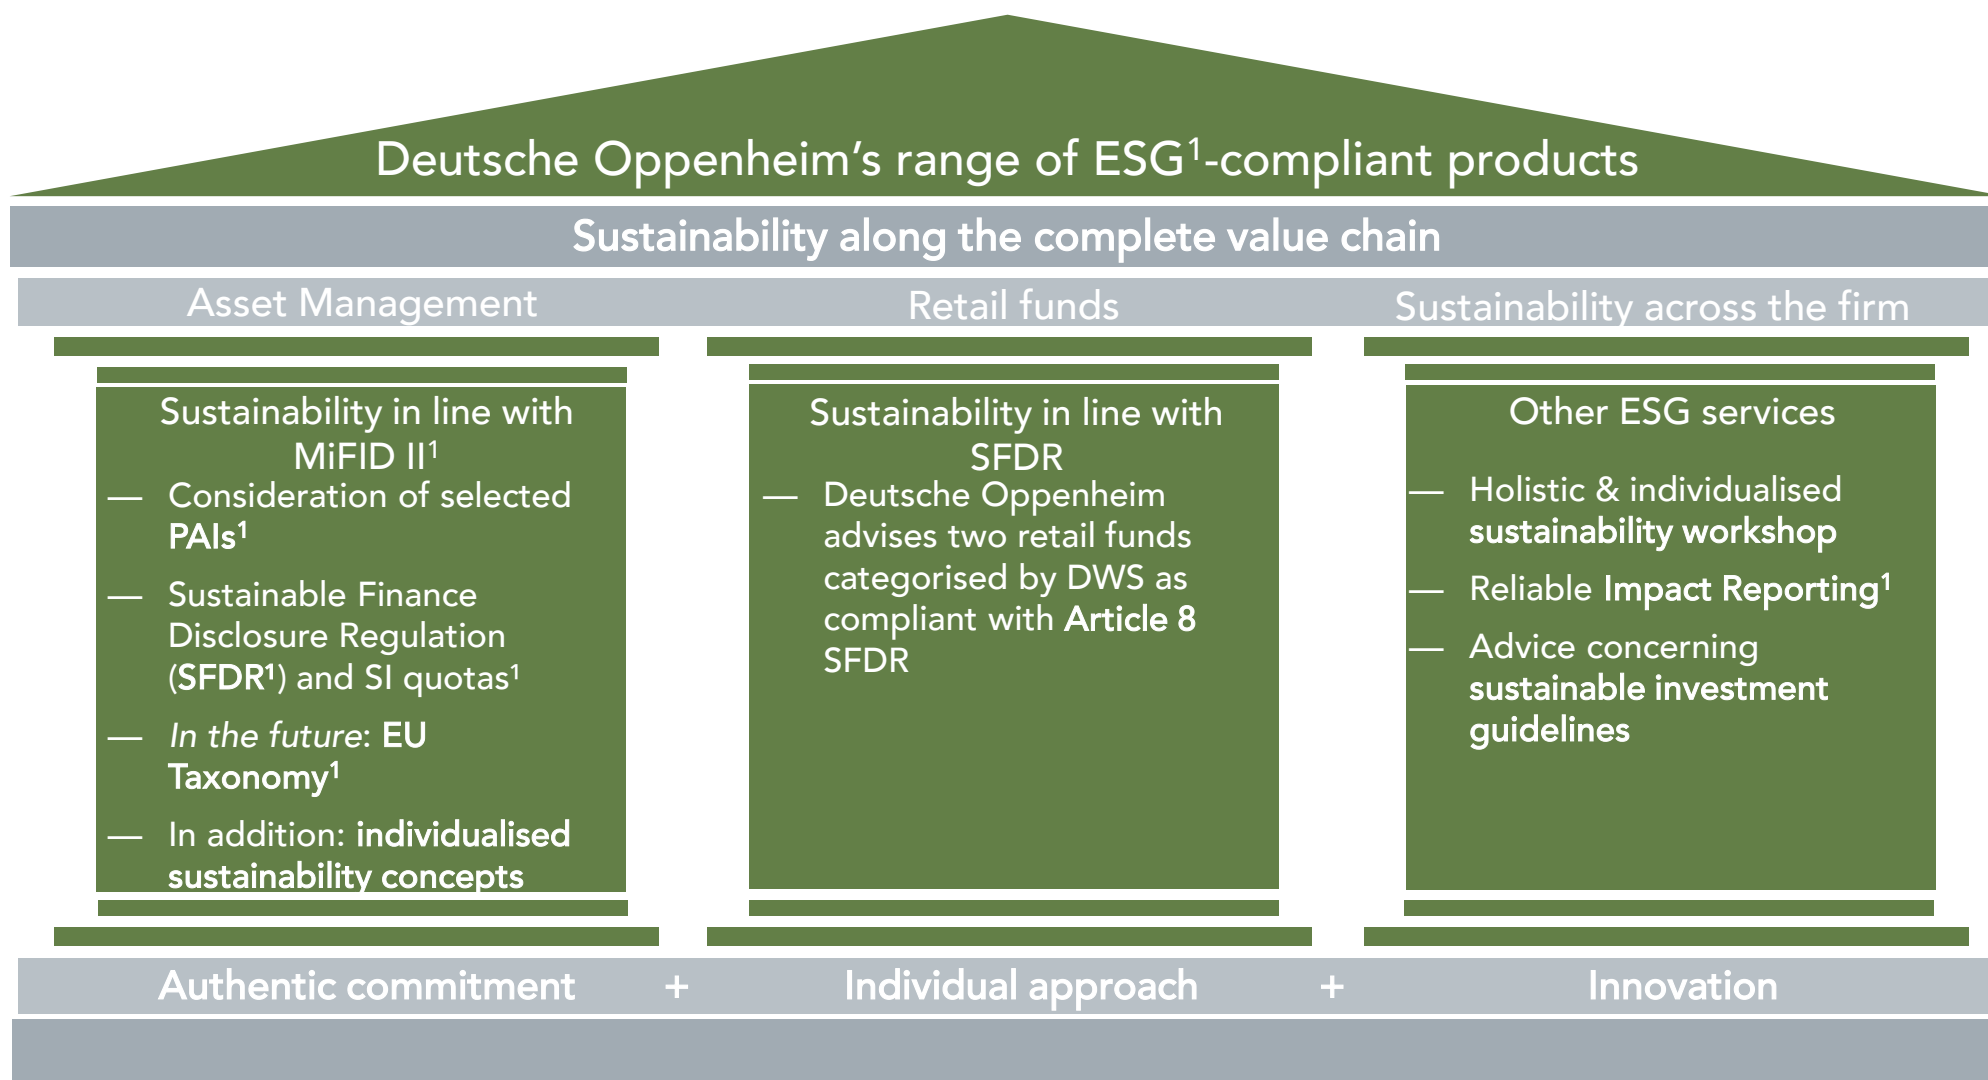 Deutsche Oppenheim’s range of ESG¹-compliant products
Sustainability along the complete value chain
Asset Management
Retail funds
Sustainability across the firm
Sustainability in line with
MiFID II¹
— Consideration of selected
PAIs¹
— Sustainable Finance
Disclosure Regulation
(SFDR¹) and SI quotas¹
— In the future: EU
Taxonomy¹
— In addition: individualised
sustainability concepts
Sustainability in line with
SFDR
— Deutsche Oppenheim
advises two retail funds
categorised by DWS as
compliant with Article 8
SFDR
Other ESG services
— Holistic & individualised
sustainability workshop
— Reliable Impact Reporting¹
— Advice concerning
sustainable investment
guidelines
Authentic commitment + Individual approach + Innovation